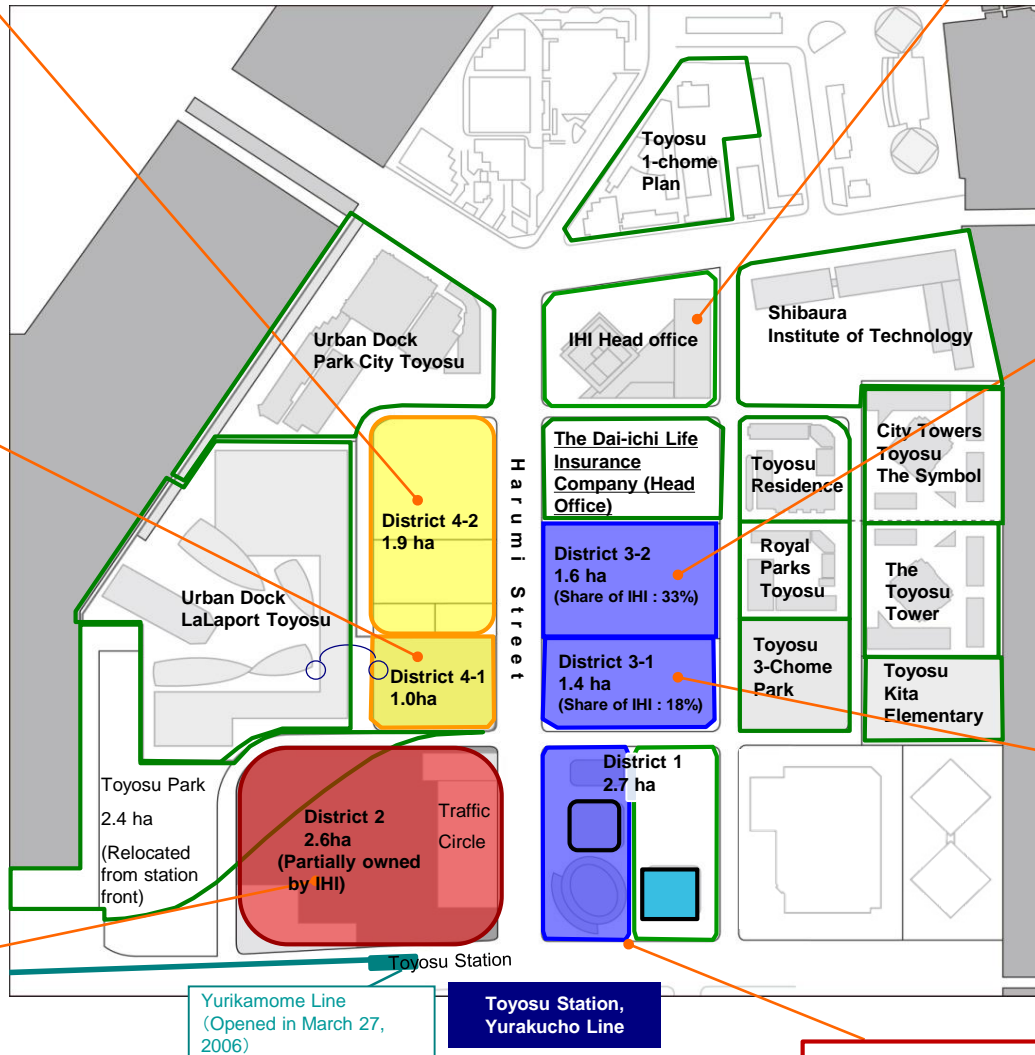 Toyosu
1-chome
Plan
Urban Dock
Park City Toyosu
IHI Head office
Shibaura
Institute of Technology
District 4-2
1.9 ha
Harumi Street
The Dai-ichi Life
Insurance
Company (Head
Office)
Toyosu
Residence
City Towers
Toyosu
The Symbol
Urban Dock
LaLaport Toyosu
District 3-2
1.6 ha
(Share of IHI : 33%)
Royal
Parks
Toyosu
The
Toyosu
Tower
District 4-1
1.0ha
District 3-1
1.4 ha
(Share of IHI : 18%)
Toyosu
3-Chome
Park
Toyosu
Kita
Elementary
Toyosu Park
2.4 ha
(Relocated
from station
front)
District 2
2.6ha
(Partially owned
by IHI)
Traffic
Circle
District 1
2.7 ha
Toyosu Station
Yurikamome Line
(Opened in March 27,
2006)
Toyosu Station,
Yurakucho Line